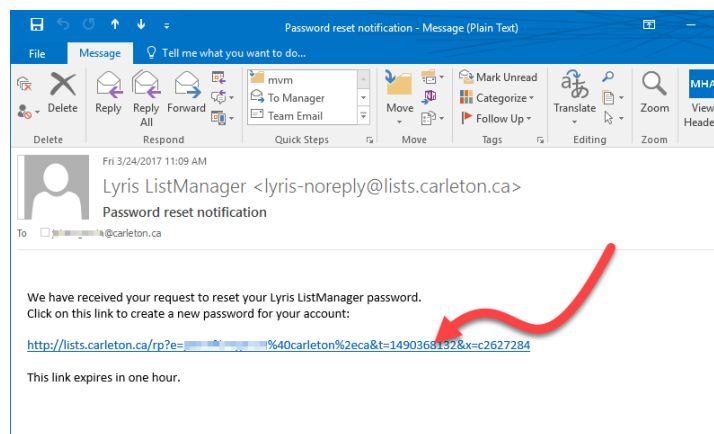 Password reset notification - Message (Plain Text)
File Message Tell me what you want to do...
Delete
Reply
Reply All
Forward
mvm
To Manager
Team Email
Move
Mark Unread
Categorize
Follow Up
Translate
Zoom
MHA
View
Heade
Delete Respond Quick Steps Move Tags Editing Zoom
Fri 3/24/2017 11:09 AM
Lyris ListManager <lyris-noreply@lists.carleton.ca>
Password reset notification
To @carleton.ca
We have received your request to reset your Lyris ListManager password.
Click on this link to create a new password for your account:
http://lists.carleton.ca/rp?e= %40carleton%2eca&t=1490368132&x=c2627284
This link expires in one hour.